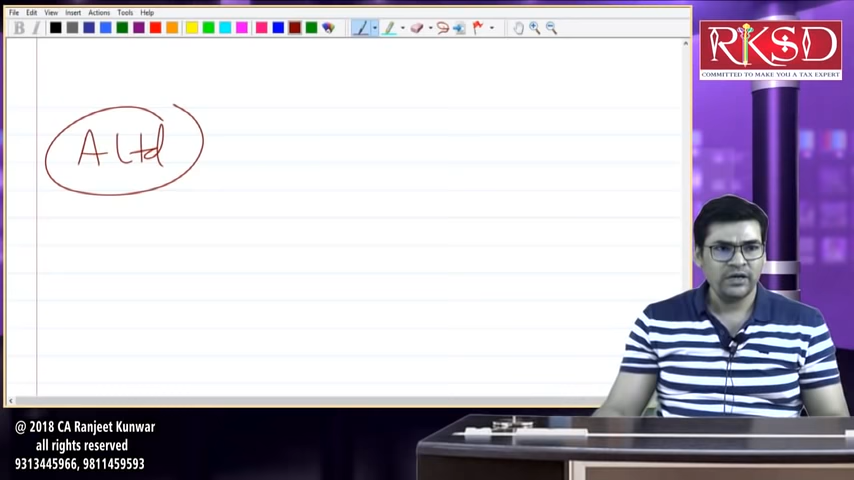 File Edit View Insert Actions Tools Help
B I
A Ltd
RKSD
COMMITTED TO MAKE YOU A TAX EXPERT
@ 2018 CA Ranjeet Kunwar
all rights reserved
9313445966, 9811459593